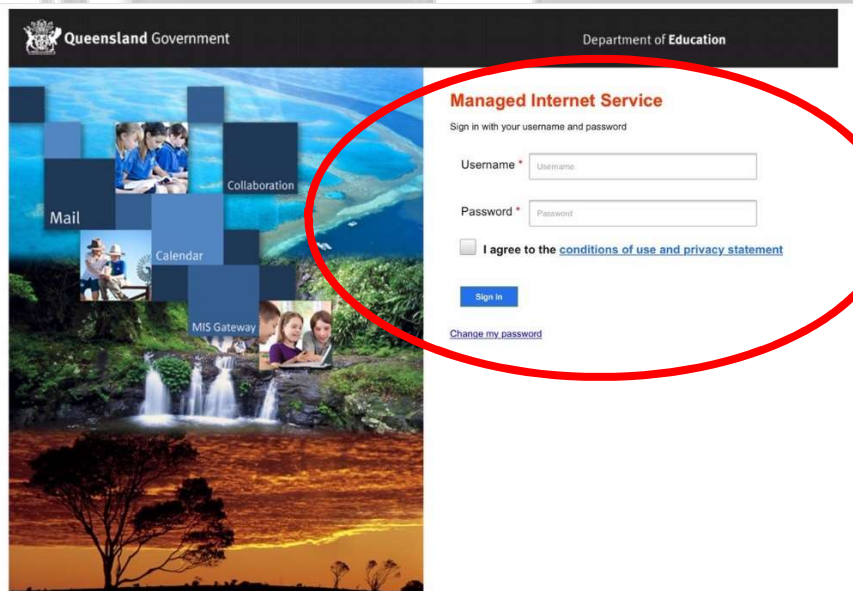 Queensland Government
Department of Education
Managed Internet Service
Sign in with your username and password
Username *
Username
Password *
Password
I agree to the conditions of use and privacy statement
Sign in
Change my password
Collaboration
Mail
Calendar
MIS Gateway